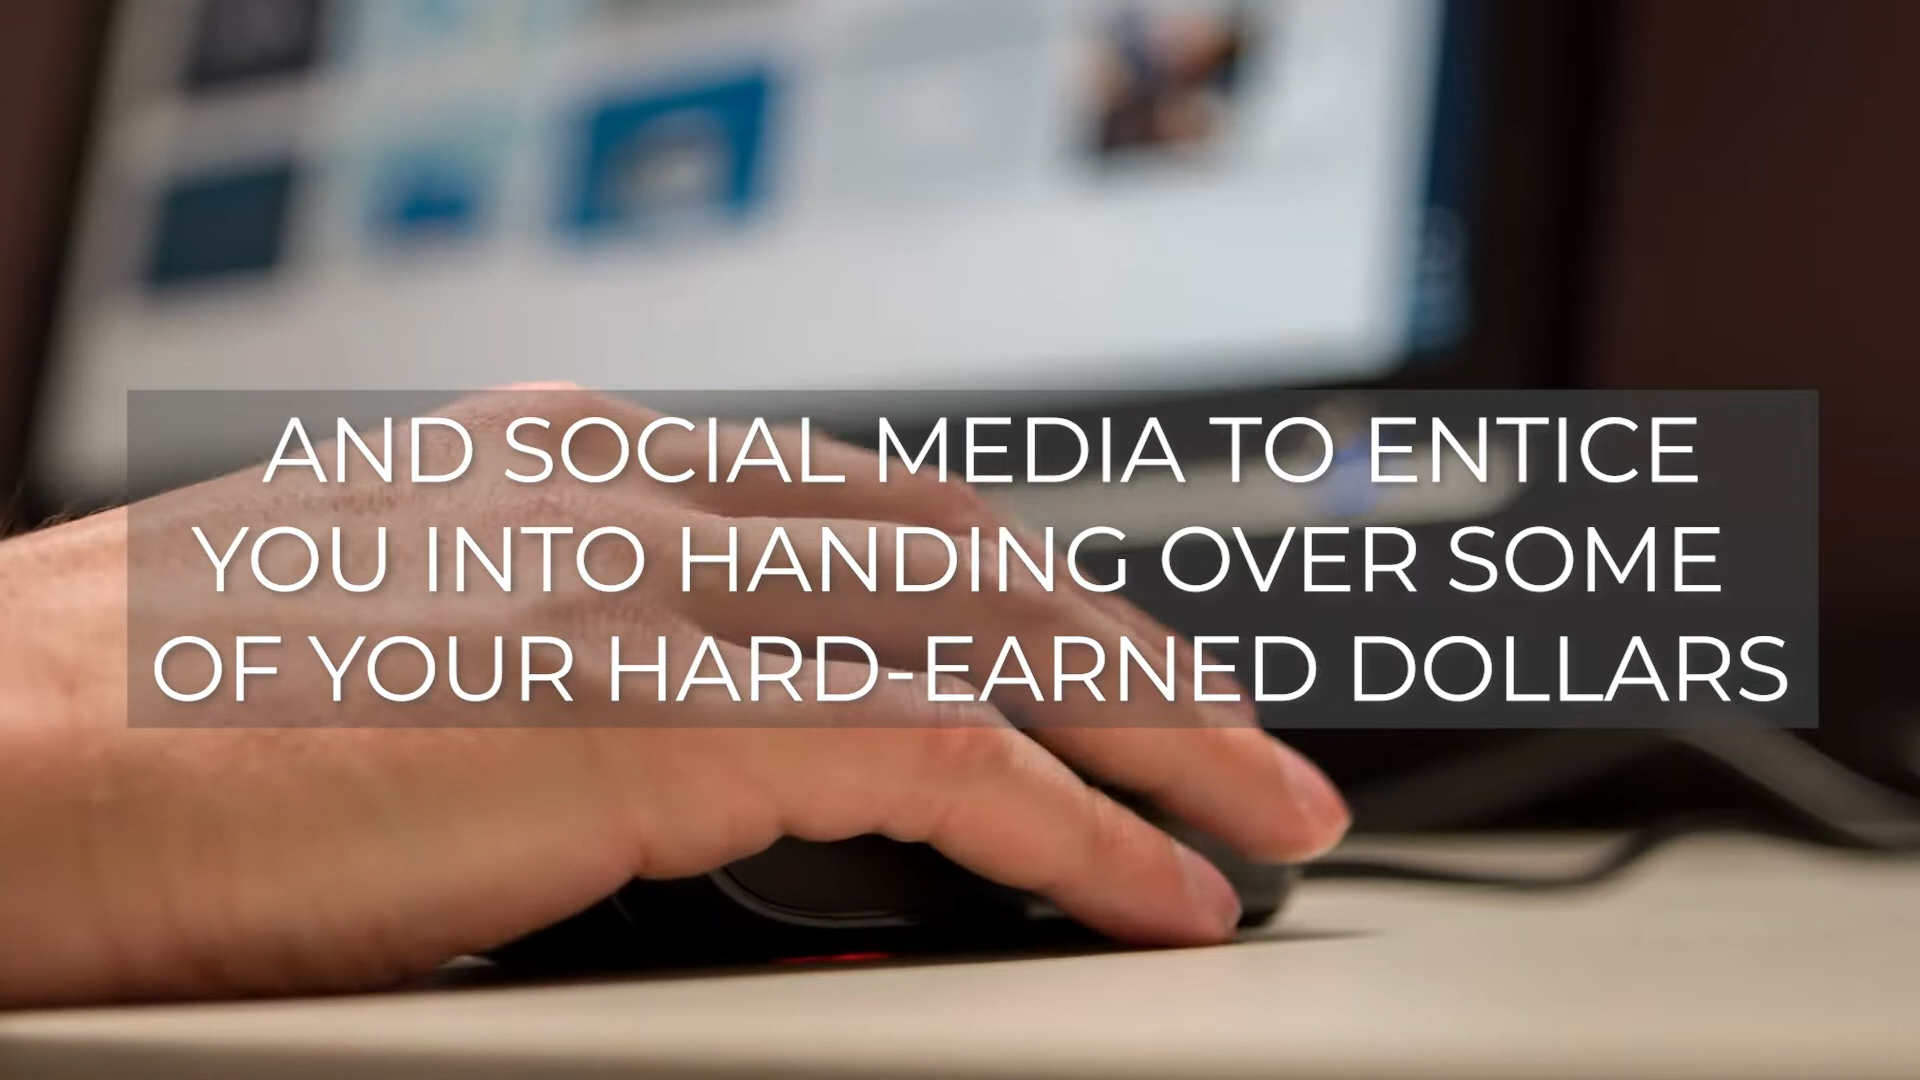 AND SOCIAL MEDIA TO ENTICE
YOU INTO HANDING OVER SOME
OF YOUR HARD-EARNED DOLLARS